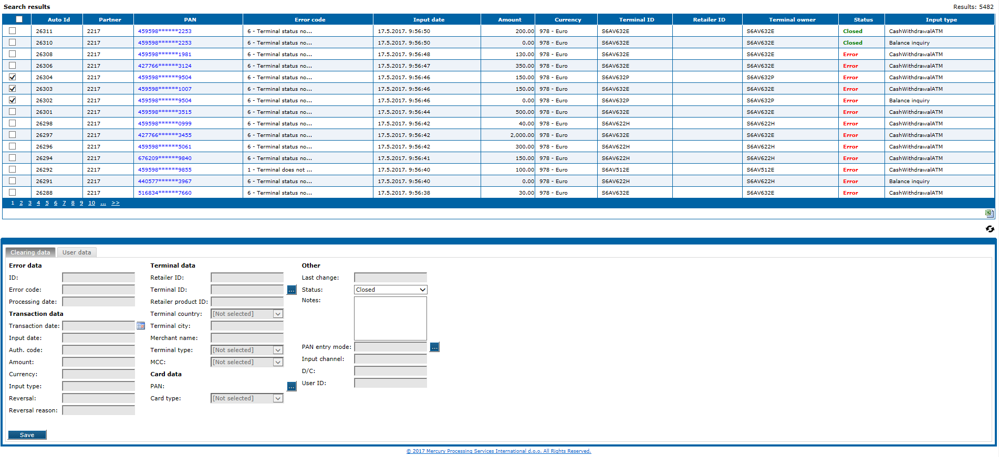 Search results
Results: 5482
Auto Id Partner PAN Error code Input date Amount Currency Terminal ID Retailer ID Terminal owner Status Input type
26311 2217 459598******2253 6 - Terminal status no... 17.5.2017. 9:56:50 200.00 978 - Euro S6AV632E S6AV632E Closed CashWithdrawalATM
26310 2217 459598******2253 6 - Terminal status no... 17.5.2017. 9:56:50 0.00 978 - Euro S6AV632E S6AV632E Closed Balance inquiry
26308 2217 459598******1981 6 - Terminal status no... 17.5.2017. 9:56:48 130.00 978 - Euro S6AV632E S6AV632E Error CashWithdrawalATM
26306 2217 427766******3124 6 - Terminal status no... 17.5.2017. 9:56:47 350.00 978 - Euro S6AV632E S6AV632E Error CashWithdrawalATM
26304 2217 459598******9504 6 - Terminal status no... 17.5.2017. 9:56:46 150.00 978 - Euro S6AV632P S6AV632P Error CashWithdrawalATM
26303 2217 459598******1007 6 - Terminal status no... 17.5.2017. 9:56:46 150.00 978 - Euro S6AV632E S6AV632E Error CashWithdrawalATM
26302 2217 459598******9504 6 - Terminal status no... 17.5.2017. 9:56:46 0.00 978 - Euro S6AV632P S6AV632P Error Balance inquiry
26301 2217 459598******3515 6 - Terminal status no... 17.5.2017. 9:56:44 500.00 978 - Euro S6AV632E S6AV632E Error CashWithdrawalATM
26298 2217 459598******0999 6 - Terminal status no... 17.5.2017. 9:56:42 40.00 978 - Euro S6AV622H S6AV622H Error CashWithdrawalATM
26297 2217 427766******3455 6 - Terminal status no... 17.5.2017. 9:56:42 2,000.00 978 - Euro S6AV632E S6AV632E Error CashWithdrawalATM
26296 2217 459598******5061 6 - Terminal status no... 17.5.2017. 9:56:42 300.00 978 - Euro S6AV622H S6AV622H Error CashWithdrawalATM
26294 2217 676209******9840 6 - Terminal status no... 17.5.2017. 9:56:41 150.00 978 - Euro S6AV622H S6AV622H Error CashWithdrawalATM
26292 2217 459598******9855 1 - Terminal does not ... 17.5.2017. 9:56:40 100.00 978 - Euro S6AV512E S6AV512E Error CashWithdrawalATM
26291 2217 440577******3967 6 - Terminal status no... 17.5.2017. 9:56:40 0.00 978 - Euro S6AV622H S6AV622H Error Balance inquiry
26288 2217 516834******7660 6 - Terminal status no... 17.5.2017. 9:56:38 30.00 978 - Euro S6AV632E S6AV632E Error CashWithdrawalATM
1 2 3 4 5 6 7 8 9 10 ... >>
Clearing data User data
Error data
ID:
Error code:
Processing date:
Transaction data
Transaction date:
Input date:
Auth. code:
Amount:
Currency:
Input type:
Reversal:
Reversal reason:
Terminal data
Retailer ID:
Terminal ID: ...
Retailer product ID:
Terminal country: [Not selected]
Terminal city:
Merchant name:
Terminal type: [Not selected]
MCC: [Not selected]
Card data
PAN: ...
Card type: [Not selected]
Other
Last change:
Status: Closed
Notes:
PAN entry mode: ...
Input channel:
D/C:
User ID:
Save
© 2017 Mercury Processing Services International d.o.o. All Rights Reserved.